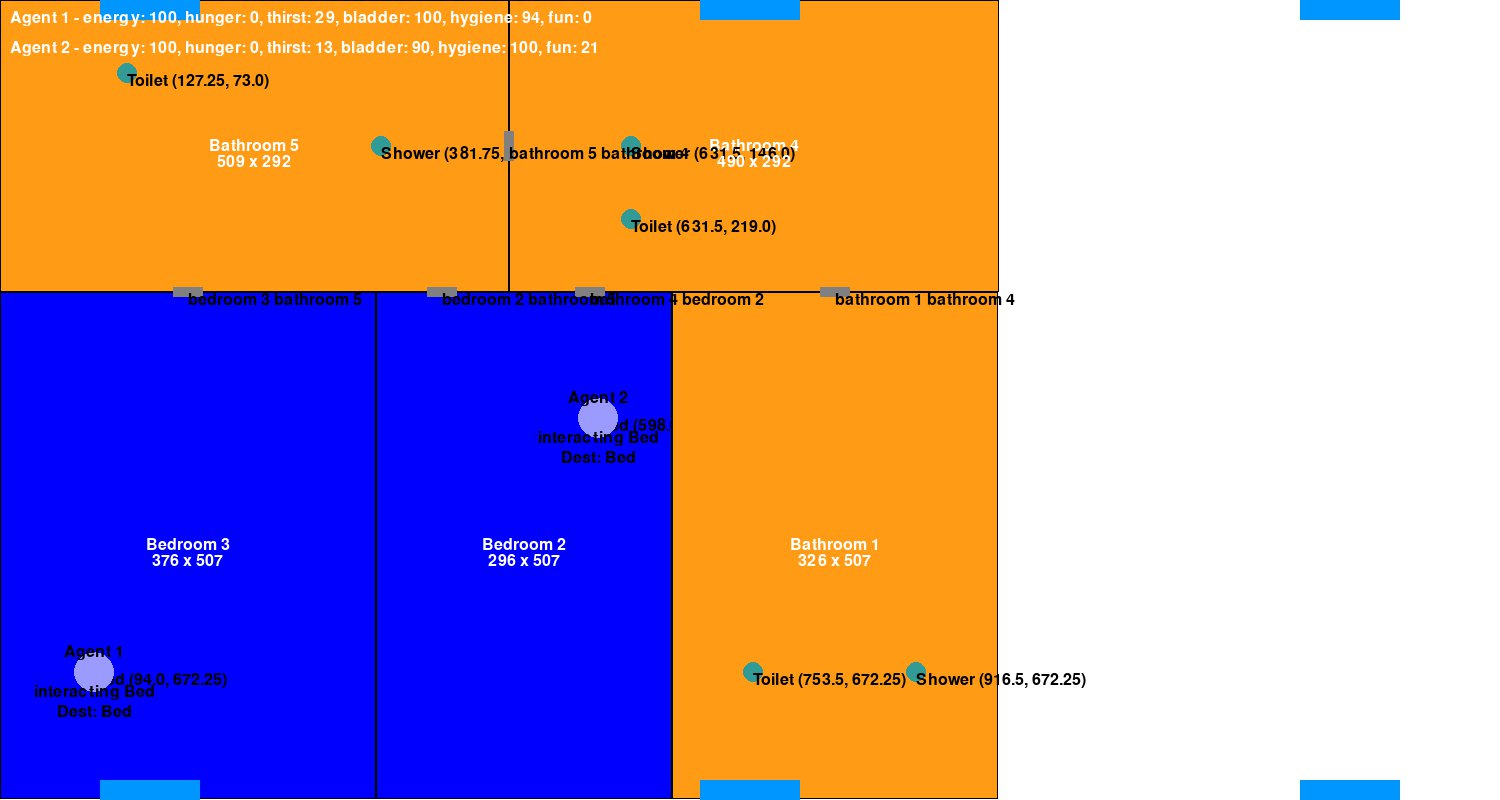 Agent 1 - energy: 100, hunger: 0, thirst: 29, bladder: 100, hygiene: 94, fun: 0
Agent 2 - energy: 100, hunger: 0, thirst: 13, bladder: 90, hygiene: 100, fun: 21
Toilet (127.25, 73.0)
Bathroom 5
509 x 292
Shower (381.75,
bathroom 5 bathroom 4
Shower (631.5, 146.0)
Bathroom 4
490 x 292
Toilet (631.5, 219.0)
bedroom 3 bathroom 5
bedroom 2 bathroom 5
bathroom 4 bedroom 2
bathroom 1 bathroom 4
Agent 2
(598.
interacting Bed
Dest: Bed
Bedroom 3
376 x 507
Bedroom 2
296 x 507
Bathroom 1
326 x 507
Agent 1
(94.0, 672.25)
interacting Bed
Dest: Bed
Toilet (753.5, 672.25)
Shower (916.5, 672.25)